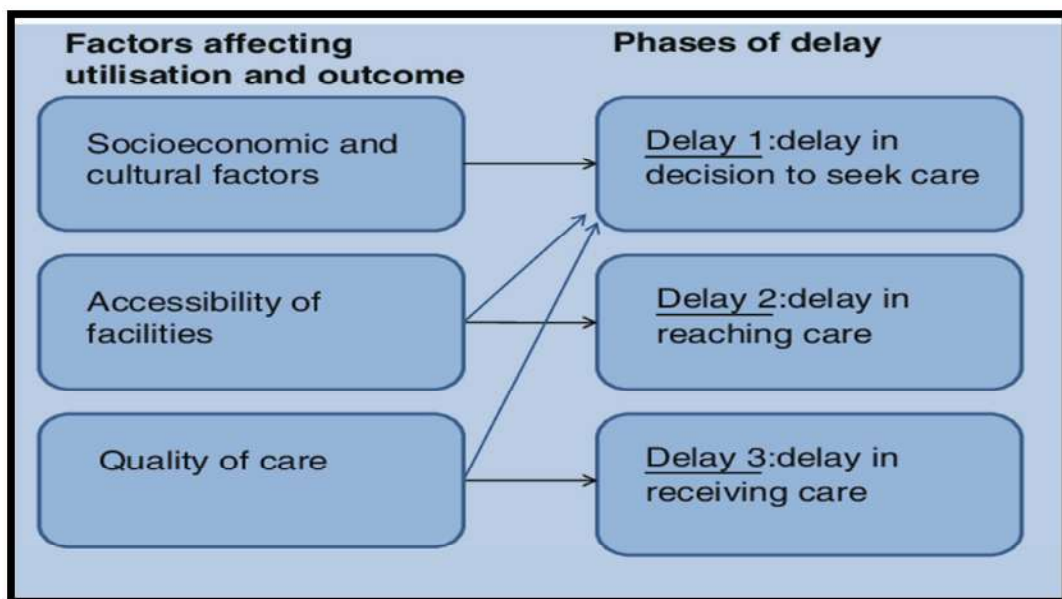 Factors affecting
utilisation and outcome
Phases of delay
Socioeconomic and
cultural factors
Delay 1:delay in
decision to seek care
Accessibility of
facilities
Delay 2:delay in
reaching care
Quality of care
Delay 3:delay in
receiving care